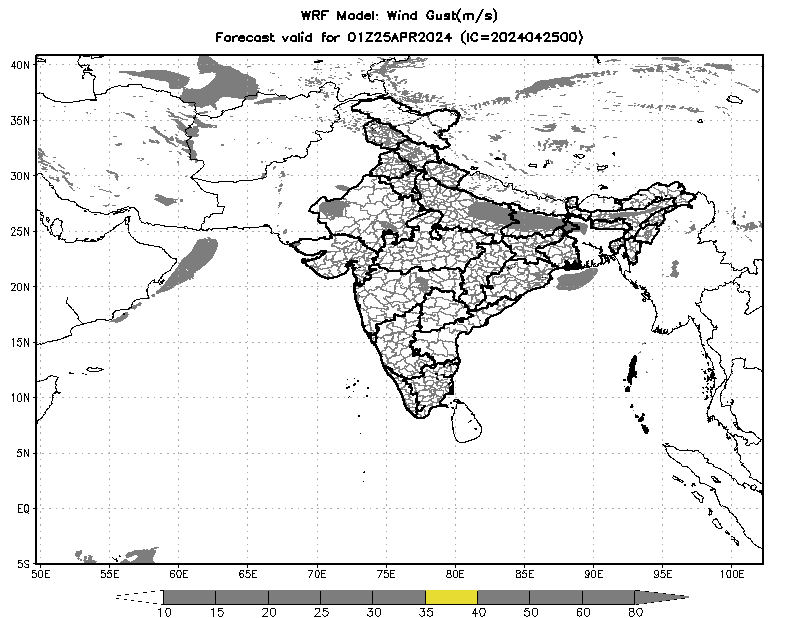 WRF Model: Wind Gust(m/s)
Forecast valid for 01Z25APR2024 (IC=2024042500)
40N
35N
30N
25N
20N
15N
10N
5N
EQ
5S
50E 55E 60E 65E 70E 75E 80E 85E 90E 95E 100E
10 15 20 25 30 35 40 50 60 80